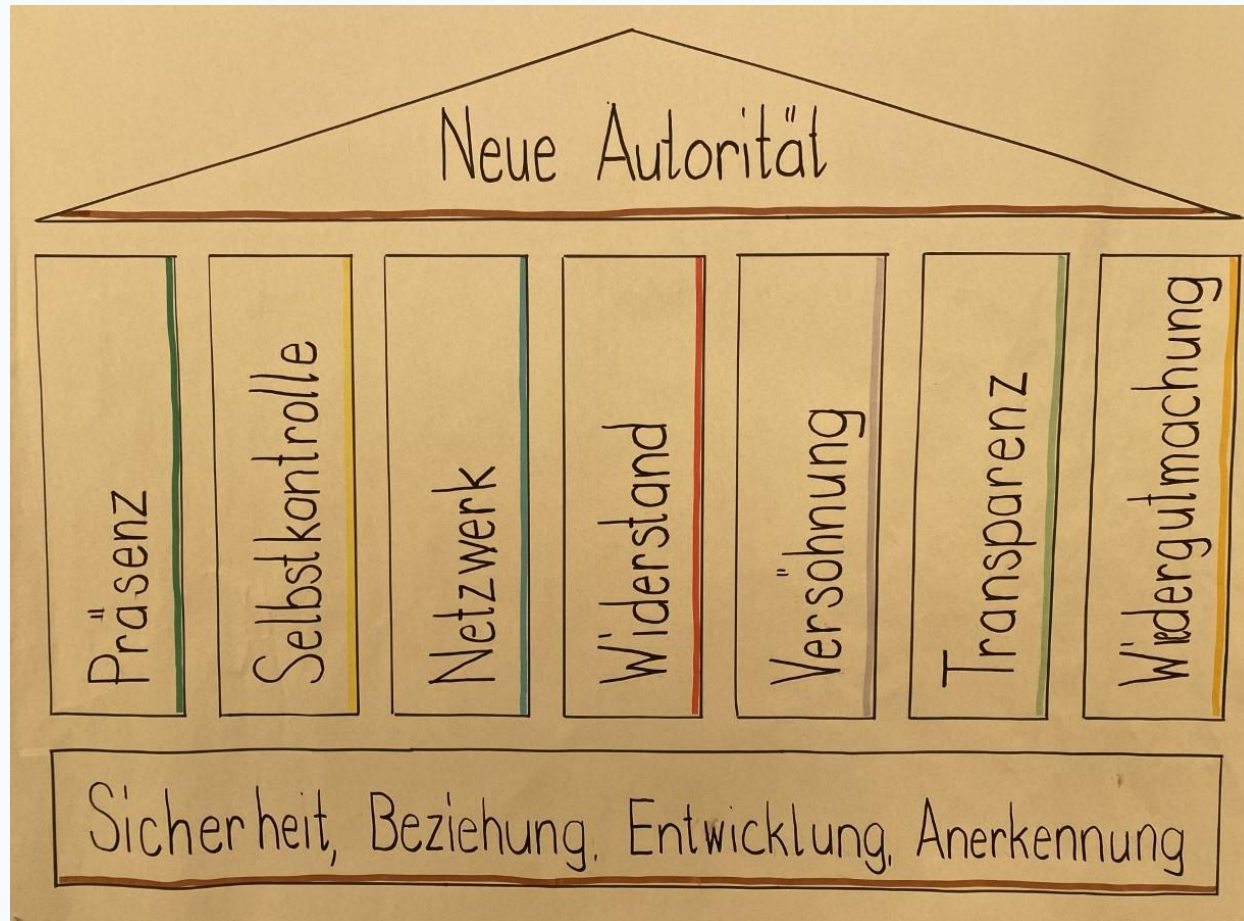 Neue Autorität
Präsenz
Selbstkontrolle
Netzwerk
Widerstand
Versöhnung
Transparenz
Wiedergutmachung
Sicherheit, Beziehung, Entwicklung, Anerkennung